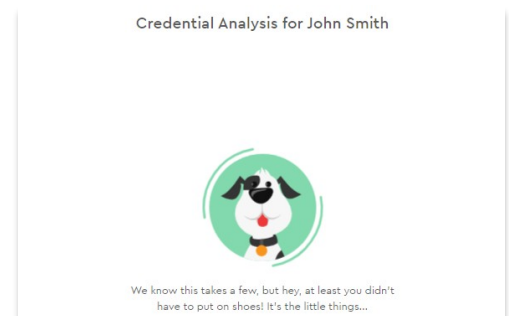 Credential Analysis for John Smith
We know this takes a few, but hey, at least you didn't
have to put on shoes! It's the little things...